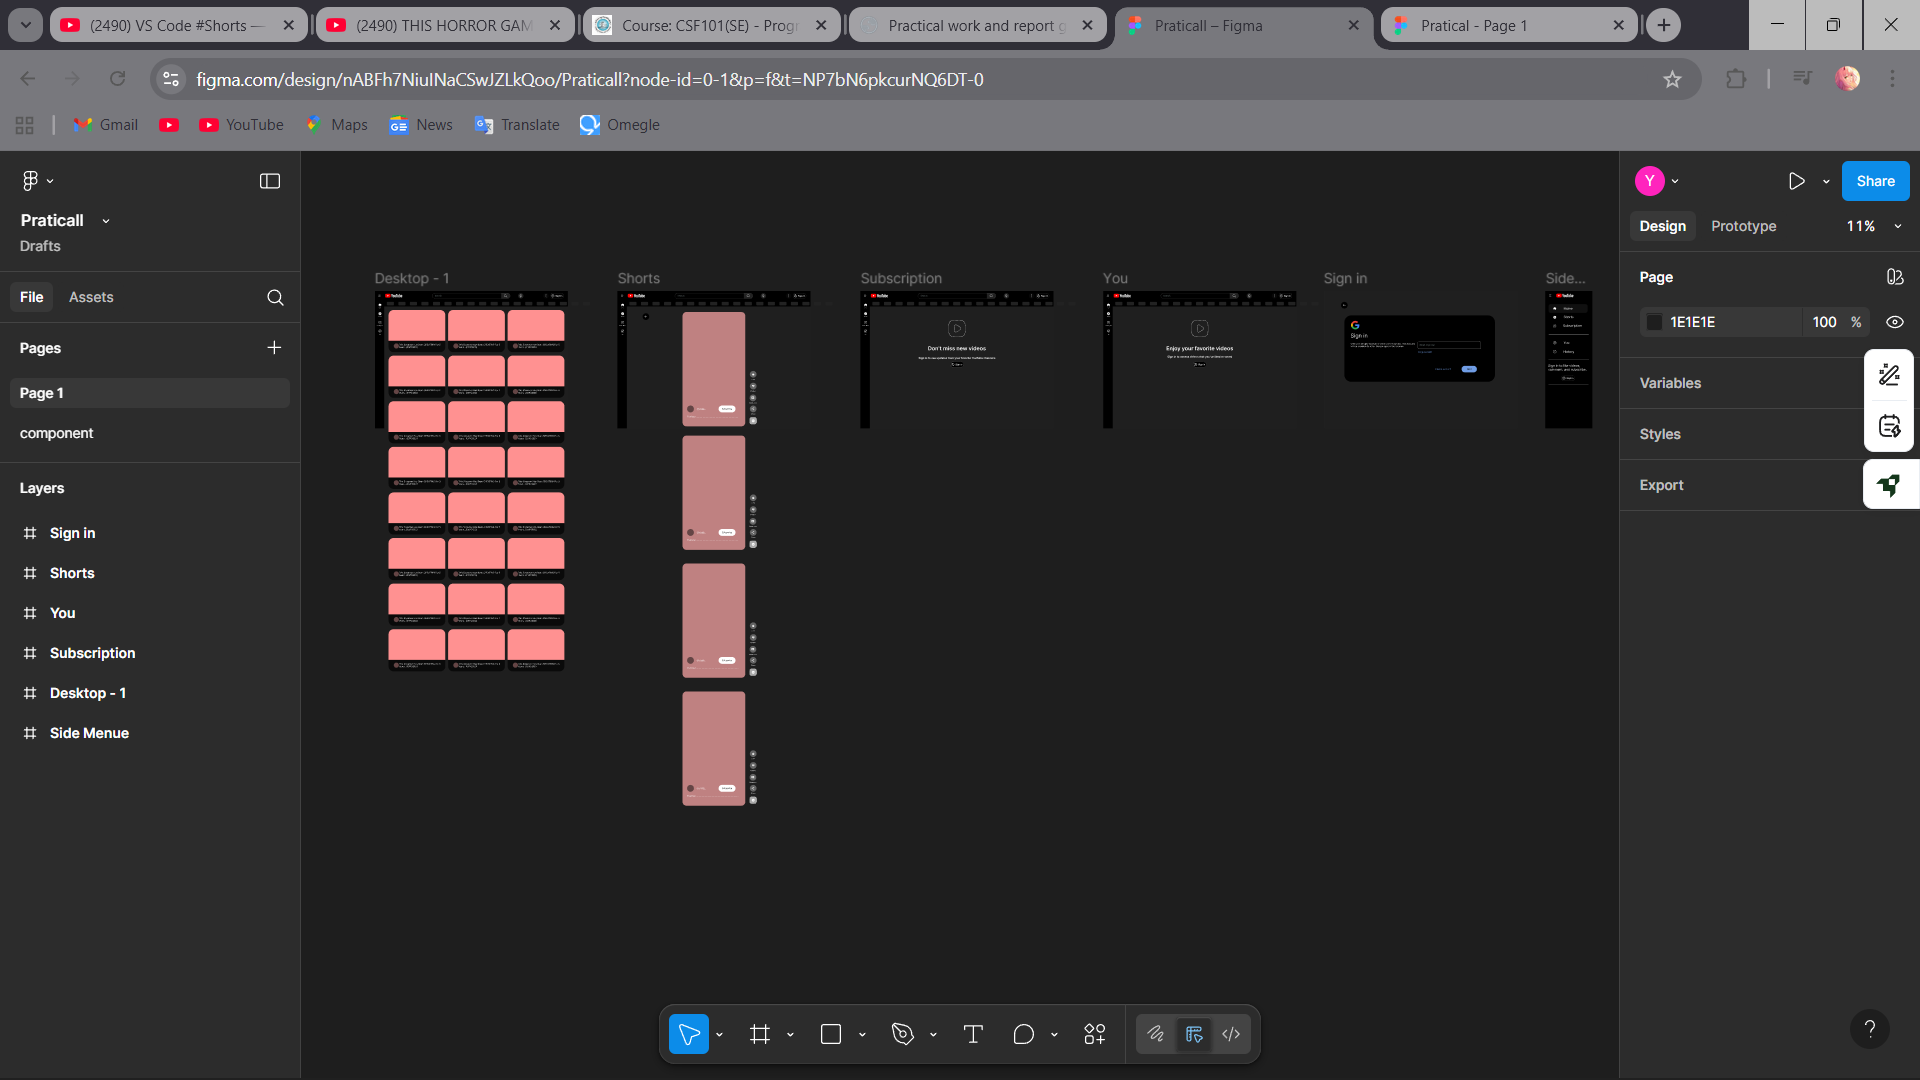 (2490) VS Code #Shorts —
(2490) THIS HORROR GAM
Course: CSF101(SE) - Progr
Practical work and report g
Praticall – Figma
Pratical - Page 1
figma.com/design/nABFh7NiuINaCSwJZLkQoo/Praticall?node-id=0-1&p=f&t=NP7bN6pkcurNQ6DT-0
Gmail
YouTube
Maps
News
Translate
Omegle
Praticall
Drafts
File
Assets
Pages
Page 1
component
Layers
Sign in
Shorts
You
Subscription
Desktop - 1
Side Menue
Desktop - 1
Shorts
Subscription
You
Sign in
Side...
Don't miss new videos
Enjoy your favorite videos
Sign in
Y
Share
Design
Prototype
11%
Page
1E1E1E
100 %
Variables
Styles
Export
?